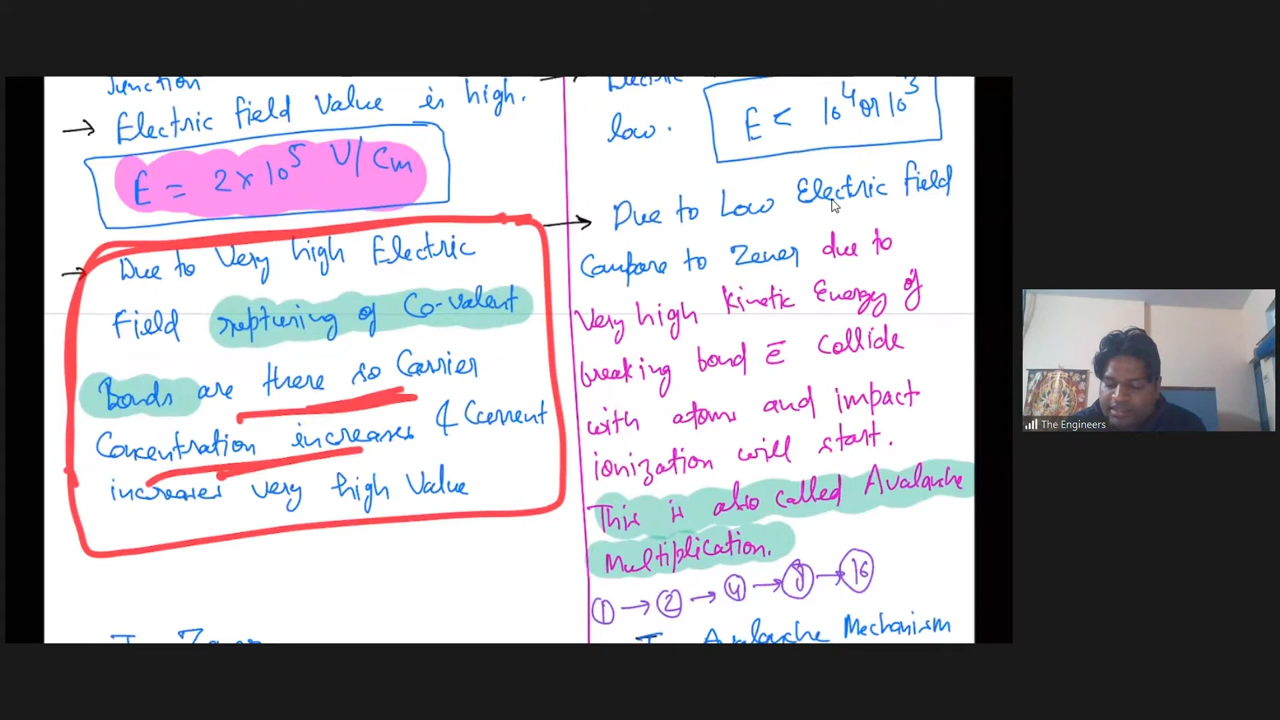 Junction
→ Electric field Value is high.
E = 2 × 10⁵ V/Cm
→ Due to Very high Electric
Field repturing of Co-valent
Bonds are there so Carrier
Concentration increases & Current
increases very high Value
Zener
low.
E < 10⁴ or 10³
→ Due to Low Electric field
Compare to Zener due to
Very high kinetic Energy of
breaking bond ē collide
with atoms and impact
ionization will start.
This is also called Avalanche
Multiplication.
1 → 2 → 4 → 8 → 16
Avalanche Mechanism
The Engineers